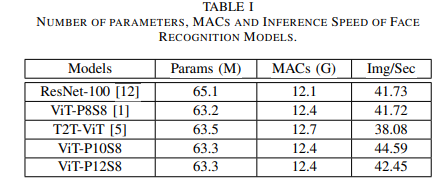 TABLE I
NUMBER OF PARAMETERS, MACS AND INFERENCE SPEED OF FACE
RECOGNITION MODELS.
Models Params (M) MACs (G) Img/Sec
ResNet-100 [12] 65.1 12.1 41.73
ViT-P8S8 [1] 63.2 12.4 41.72
T2T-ViT [5] 63.5 12.7 38.08
ViT-P10S8 63.3 12.4 44.59
ViT-P12S8 63.3 12.4 42.45